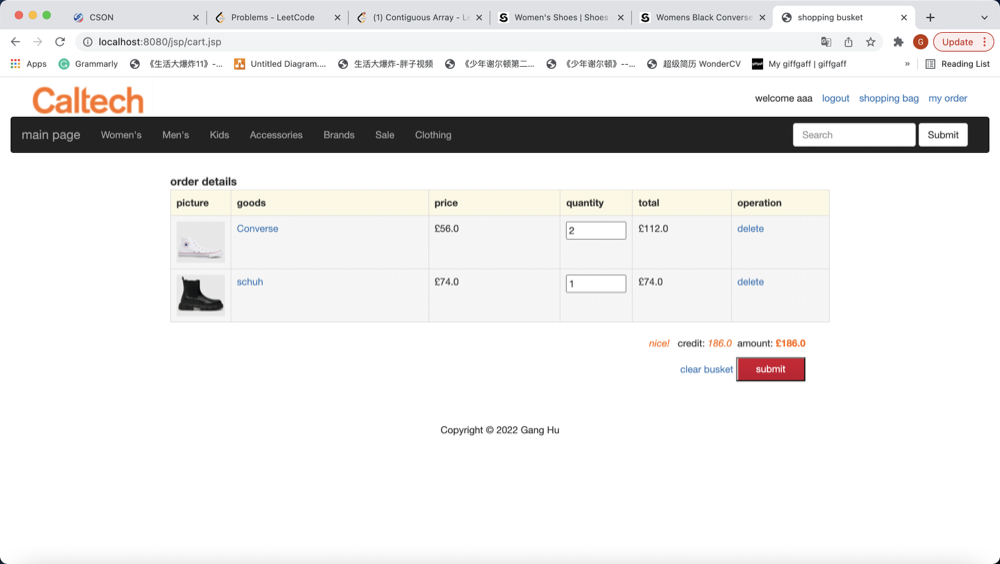 CSON
Problems - LeetCode
(1) Contiguous Array - Le
Women's Shoes | Shoes
Womens Black Converse
shopping busket
localhost:8080/jsp/cart.jsp
G
Update
Apps
Grammarly
《生活大爆炸11》-...
Untitled Diagram....
生活大爆炸-胖子视频
《少年谢尔顿第二...
《少年谢尔顿》--...
超级简历 WonderCV
My giffgaff | giffgaff
»
Reading List
Caltech
welcome aaa logout shopping bag my order
main page Women's Men's Kids Accessories Brands Sale Clothing Search Submit
order details
picture goods price quantity total operation
Converse £56.0 2 £112.0 delete
schuh £74.0 1 £74.0 delete
nice! credit: 186.0 amount: £186.0
clear busket submit
Copyright © 2022 Gang Hu